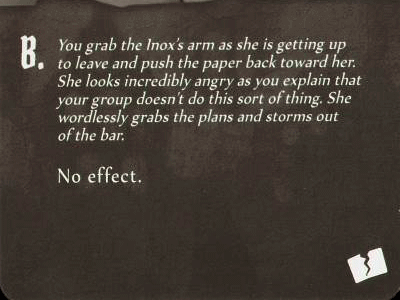 B.
You grab the Inox's arm as she is getting up
to leave and push the paper back toward her.
She looks incredibly angry as you explain that
your group doesn't do this sort of thing. She
wordlessly grabs the plans and storms out
of the bar.
No effect.